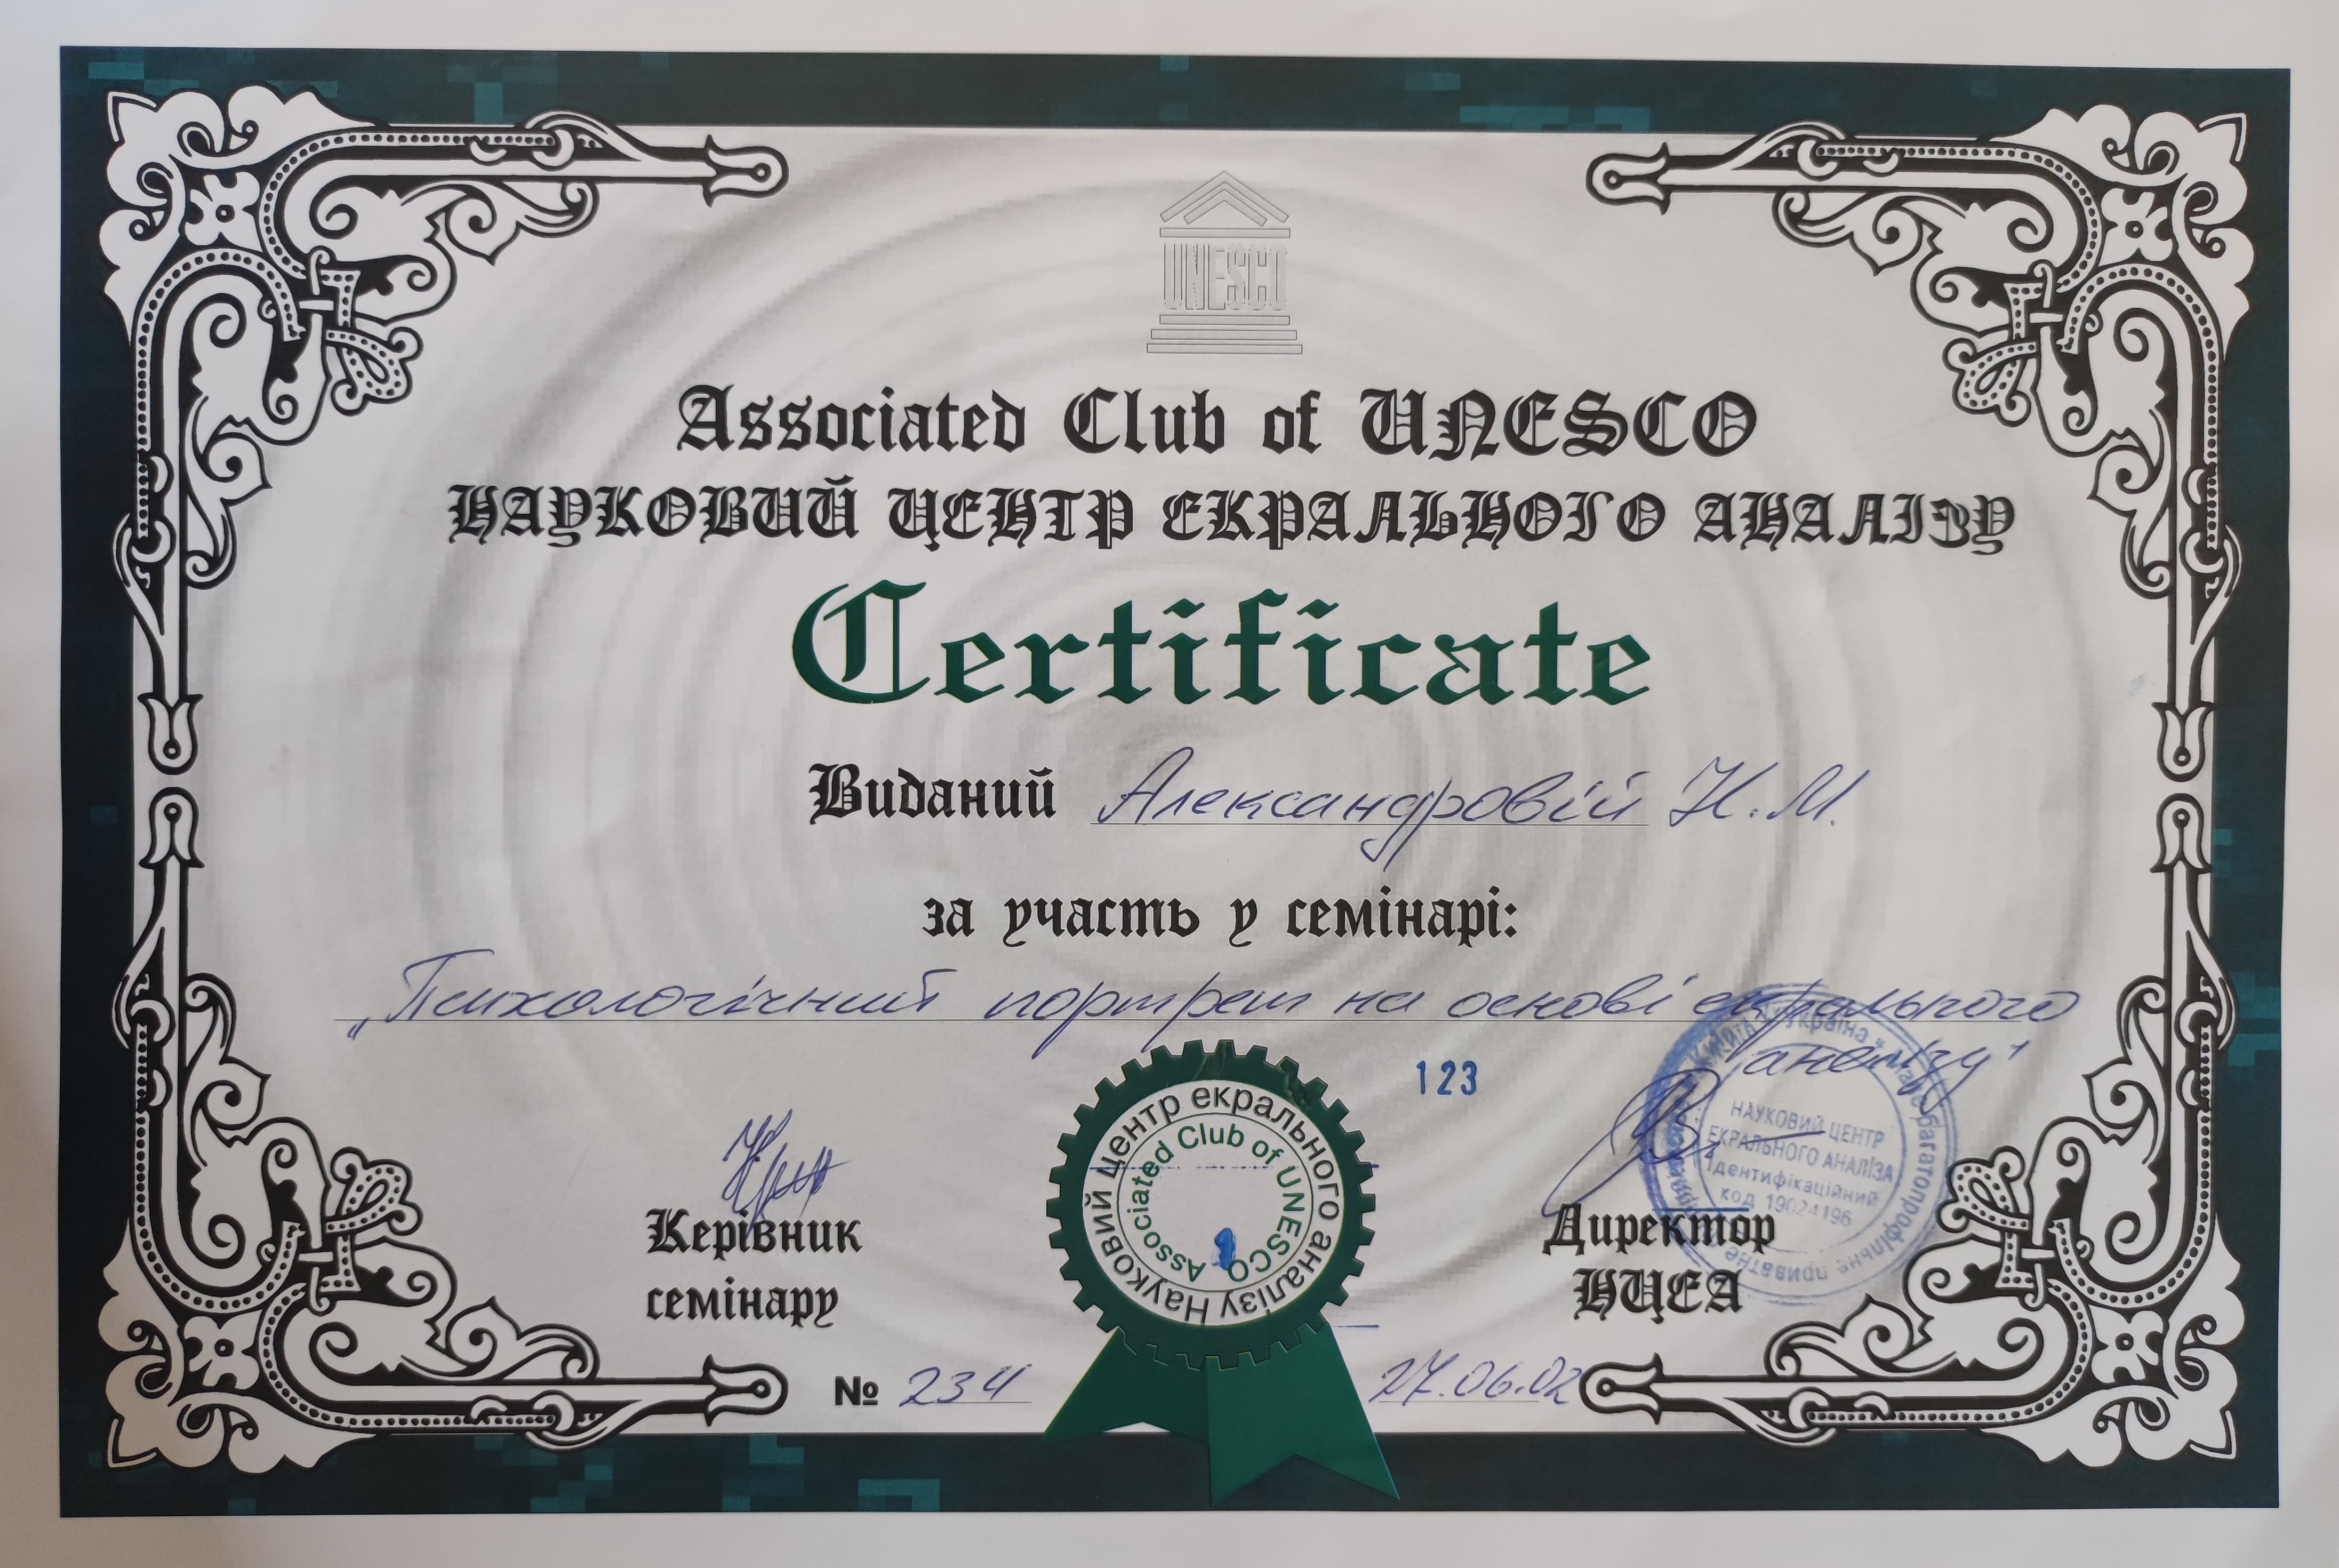 UNESCO
Associated Club of UNESCO
НАУКОВИЙ ЦЕНТР ЕКРАЛЬНОГО АНАЛІЗУ
Certificate
Виданий Александровій Н. М.
за участь у семінарі:
„Психологічний портрет на основі екрального
аналізу"
123
Науковий центр екрального аналізу
Associated Club of UNESCO
Україна
НАУКОВИЙ ЦЕНТР
ЕКРАЛЬНОГО АНАЛІЗА
Ідентифікаційний
код 19024196
Керівник
семінару
Директор
НЦЕА
№ 234
27.06.02